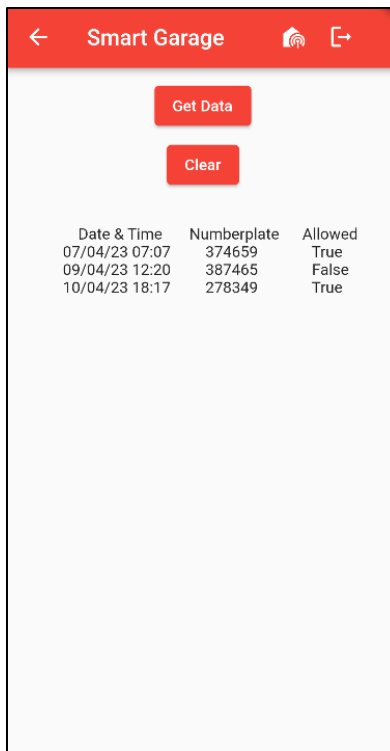 Smart Garage
Get Data
Clear
Date & Time Numberplate Allowed
07/04/23 07:07 374659 True
09/04/23 12:20 387465 False
10/04/23 18:17 278349 True